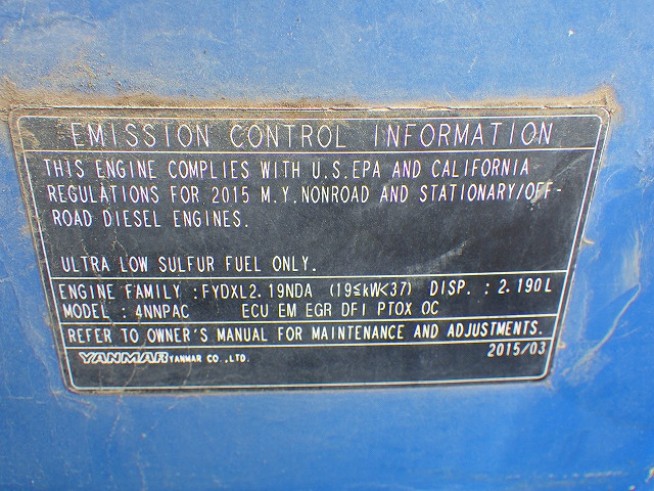 EMISSION CONTROL INFORMATION
THIS ENGINE COMPLIES WITH U.S.EPA AND CALIFORNIA
REGULATIONS FOR 2015 M.Y.NONROAD AND STATIONARY/OFF-
ROAD DIESEL ENGINES.
ULTRA LOW SULFUR FUEL ONLY.
ENGINE FAMILY :FYDXL2.19NDA (19≤kW<37) DISP. : 2.190L
MODEL : 4NNPAC ECU EM EGR DFI PTOX OC
REFER TO OWNER'S MANUAL FOR MAINTENANCE AND ADJUSTMENTS.
YANMAR YANMAR CO.,LTD. 2015/03